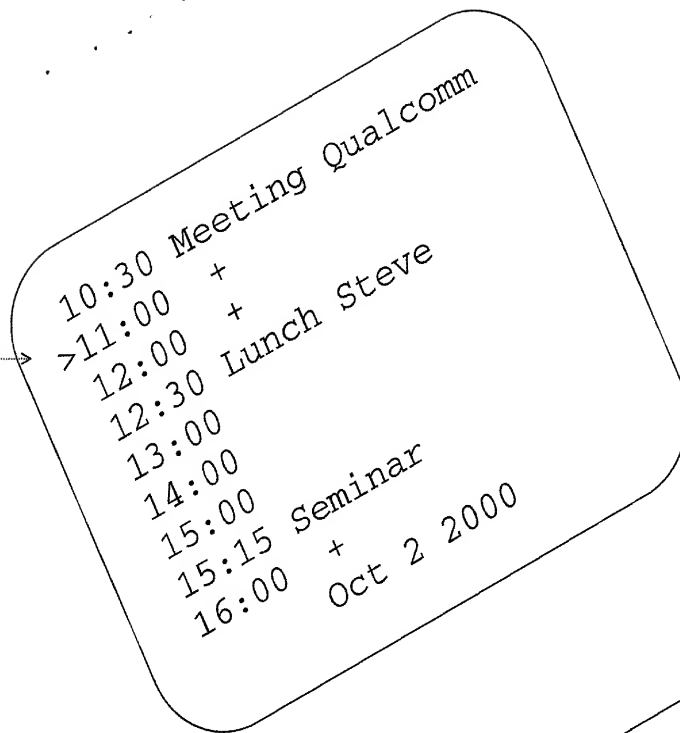 10:30 Meeting Qualcomm
>11:00 +
12:00 +
12:30 Lunch Steve
13:00
14:00
15:00
15:15 Seminar
16:00 +
Oct 2 2000